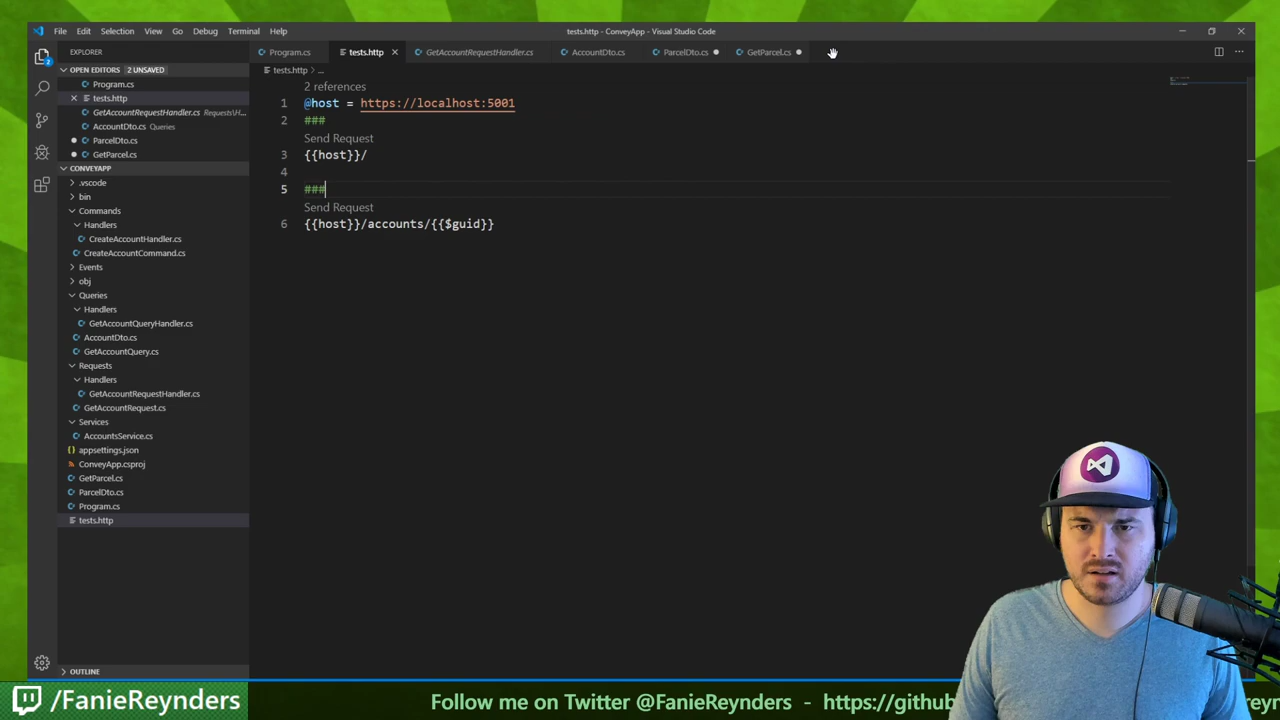 File Edit Selection View Go Debug Terminal Help
tests.http - ConveyApp - Visual Studio Code
EXPLORER
Program.cs
tests.http
GetAccountRequestHandler.cs
AccountDto.cs
ParcelDto.cs
GetParcel.cs
OPEN EDITORS 2 UNSAVED
Program.cs
tests.http
GetAccountRequestHandler.cs Requests\H...
AccountDto.cs Queries
ParcelDto.cs
GetParcel.cs
CONVEYAPP
.vscode
bin
Commands
Handlers
CreateAccountHandler.cs
CreateAccountCommand.cs
Events
obj
Queries
Handlers
GetAccountQueryHandler.cs
AccountDto.cs
GetAccountQuery.cs
Requests
Handlers
GetAccountRequestHandler.cs
GetAccountRequest.cs
Services
AccountsService.cs
appsettings.json
ConveyApp.csproj
GetParcel.cs
ParcelDto.cs
Program.cs
tests.http
OUTLINE
tests.http > ...
2 references
1 @host = https://localhost:5001
2 ###
Send Request
3 {{host}}/
4
5 ###
Send Request
6 {{host}}/accounts/{{$guid}}
2
/FanieReynders
Follow me on Twitter @FanieReynders - https://github